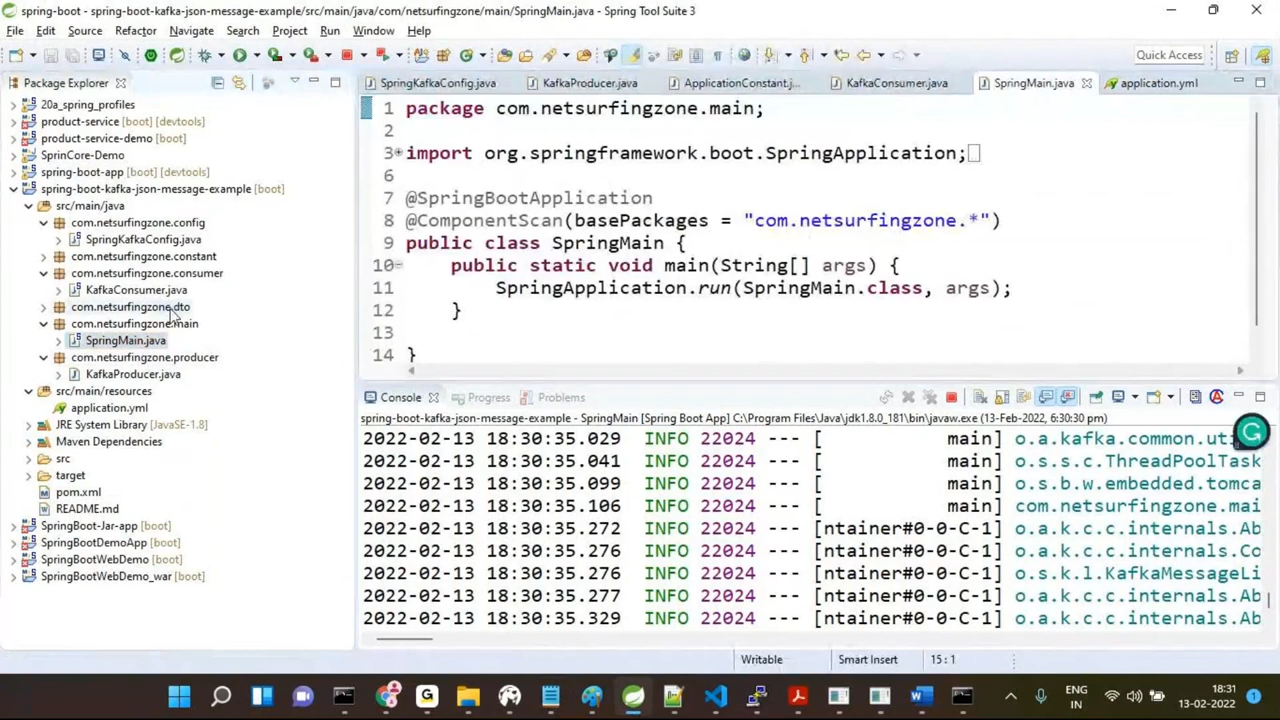 spring-boot - spring-boot-kafka-json-message-example/src/main/java/com/netsurfingzone/main/SpringMain.java - Spring Tool Suite 3
File Edit Source Refactor Navigate Search Project Run Window Help
Quick Access
Package Explorer
20a_spring_profiles
product-service [boot] [devtools]
product-service-demo [boot]
SprinCore-Demo
spring-boot-app [devtools]
spring-boot-kafka-json-message-example [boot]
src/main/java
com.netsurfingzone.config
SpringKafkaConfig.java
com.netsurfingzone.constant
com.netsurfingzone.consumer
KafkaConsumer.java
com.netsurfingzone.dto
com.netsurfingzone.main
SpringMain.java
com.netsurfingzone.producer
KafkaProducer.java
src/main/resources
application.yml
JRE System Library [JavaSE-1.8]
Maven Dependencies
src
target
pom.xml
README.md
SpringBoot-Jar-app [boot]
SpringBootDemoApp [boot]
SpringBootWebDemo [boot]
SpringBootWebDemo_war [boot]
SpringKafkaConfig.java KafkaProducer.java ApplicationConstant.j... KafkaConsumer.java SpringMain.java application.yml
1 package com.netsurfingzone.main;
2
3 import org.springframework.boot.SpringApplication;
6
7 @SpringBootApplication
8 @ComponentScan(basePackages = "com.netsurfingzone.*")
9 public class SpringMain {
10 public static void main(String[] args) {
11 SpringApplication.run(SpringMain.class, args);
12 }
13
14 }
Console Progress Problems
spring-boot-kafka-json-message-example - SpringMain [Spring Boot App] C:\Program Files\Java\jdk1.8.0_181\bin\javaw.exe (13-Feb-2022, 6:30:30 pm)
2022-02-13 18:30:35.029 INFO 22024 --- [ main] o.a.kafka.common.uti
2022-02-13 18:30:35.041 INFO 22024 --- [ main] o.s.s.c.ThreadPoolTask
2022-02-13 18:30:35.099 INFO 22024 --- [ main] o.s.b.w.embedded.tomca
2022-02-13 18:30:35.106 INFO 22024 --- [ main] com.netsurfingzone.mai
2022-02-13 18:30:35.272 INFO 22024 --- [ntainer#0-0-C-1] o.a.k.c.c.internals.Ab
2022-02-13 18:30:35.276 INFO 22024 --- [ntainer#0-0-C-1] o.a.k.c.c.internals.Co
2022-02-13 18:30:35.276 INFO 22024 --- [ntainer#0-0-C-1] o.s.k.l.KafkaMessageLi
2022-02-13 18:30:35.277 INFO 22024 --- [ntainer#0-0-C-1] o.a.k.c.c.internals.Ab
2022-02-13 18:30:35.329 INFO 22024 --- [ntainer#0-0-C-1] o.a.k.c.c.internals.Ab
Writable Smart Insert 15 : 1
ENG
IN
18:31
13-02-2022